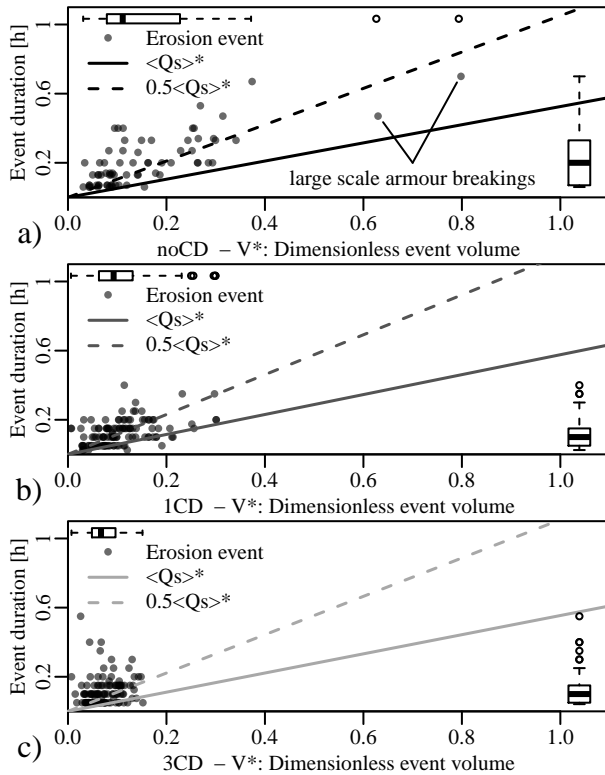 Event duration [h]
0.2
0.6
1
Erosion event
<Qs>*
0.5<Qs>*
large scale armour breakings
0.0
0.2
0.4
0.6
0.8
1.0
a)
noCD – V*: Dimensionless event volume
Event duration [h]
0.2
0.6
1
Erosion event
<Qs>*
0.5<Qs>*
0.0
0.2
0.4
0.6
0.8
1.0
b)
1CD – V*: Dimensionless event volume
Event duration [h]
0.2
0.6
1
Erosion event
<Qs>*
0.5<Qs>*
0.0
0.2
0.4
0.6
0.8
1.0
c)
3CD – V*: Dimensionless event volume